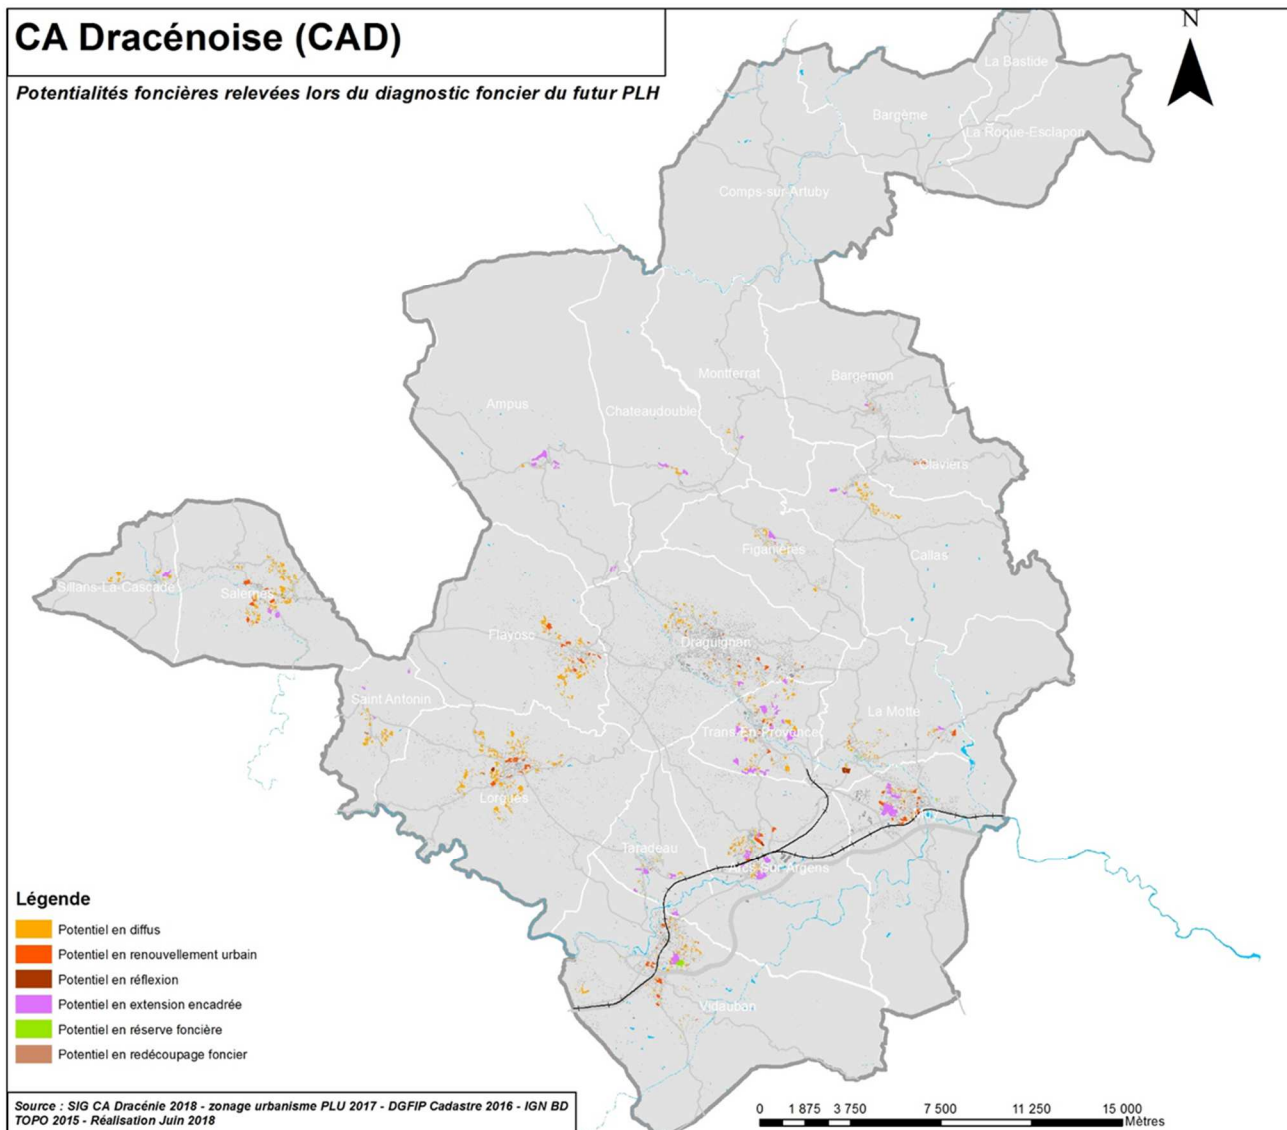 CA Dracénoise (CAD)
Potentialités foncières relevées lors du diagnostic foncier du futur PLH
N
La Bastide
Bargème
La Roque-Esclapon
Comps-sur-Artuby
Montferrat
Bargemon
Ampus
Chateaudouble
Claviers
Figanières
Callas
Sillans-La-Cascade
Salernes
Flayosc
Draguignan
Saint Antonin
La Motte
Trans-En-Provence
Lorgues
Taradeau
Arcs-Sur-Argens
Vidauban
Légende
Potentiel en diffus
Potentiel en renouvellement urbain
Potentiel en réflexion
Potentiel en extension encadrée
Potentiel en réserve foncière
Potentiel en redécoupage foncier
Source : SIG CA Dracénie 2018 - zonage urbanisme PLU 2017 - DGFIP Cadastre 2016 - IGN BD
TOPO 2015 - Réalisation Juin 2018
0 1 875 3 750 7 500 11 250 15 000
Mètres